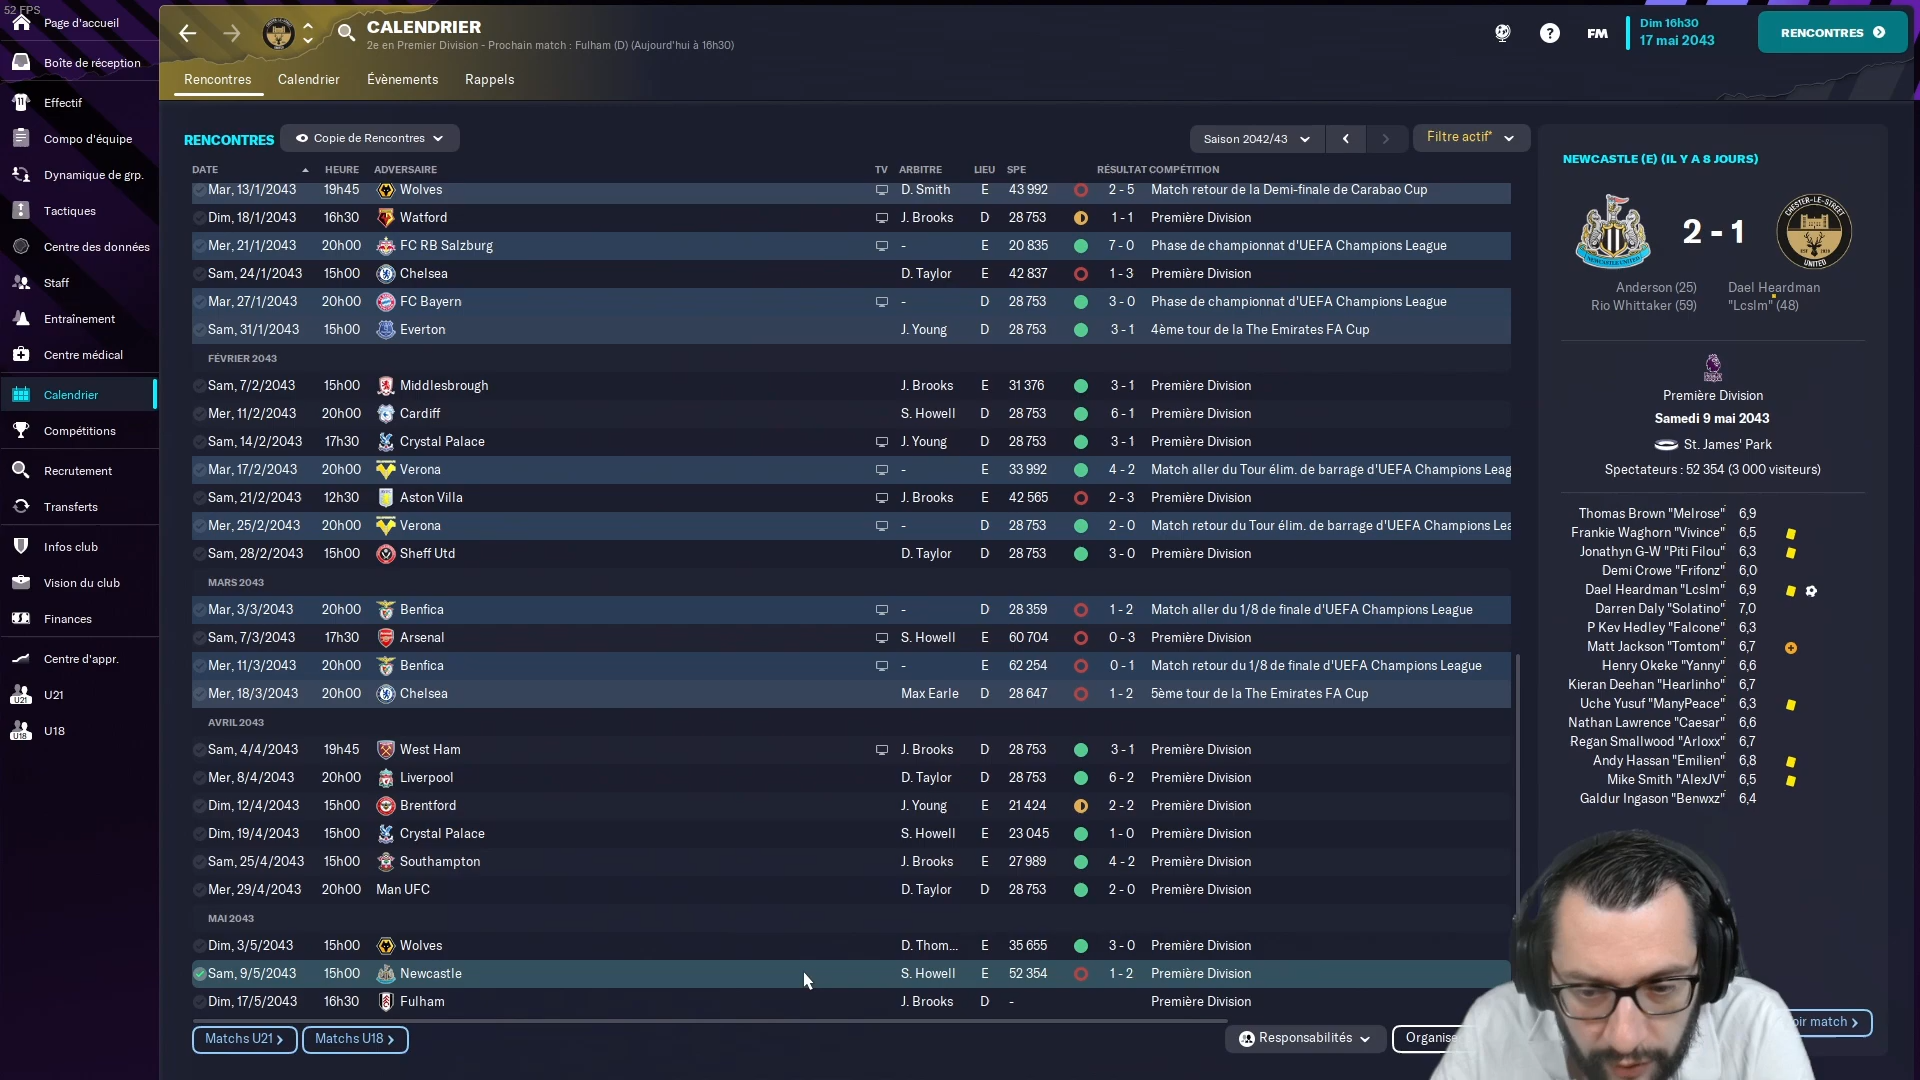 52 FPS
Page d'accueil
Boîte de réception
Effectif
Compo d'équipe
Dynamique de grp.
Tactiques
Centre des données
Staff
Entraînement
Centre médical
Calendrier
Compétitions
Recrutement
Transferts
Infos club
Vision du club
Finances
Centre d'appr.
U21
U18
CALENDRIER
2e en Premier Division - Prochain match : Fulham (D) (Aujourd'hui à 16h30)
FM
Dim 16h30
17 mai 2043
RENCONTRES
Rencontres Calendrier Évènements Rappels
RENCONTRES Copie de Rencontres Saison 2042/43 Filtre actif*
DATE HEURE ADVERSAIRE TV ARBITRE LIEU SPE RÉSULTAT COMPÉTITION
Mar, 13/1/2043 19h45 Wolves D. Smith E 43 992 2 - 5 Match retour de la Demi-finale de Carabao Cup
Dim, 18/1/2043 16h30 Watford J. Brooks D 28 753 1 - 1 Première Division
Mer, 21/1/2043 20h00 FC RB Salzburg - E 20 835 7 - 0 Phase de championnat d'UEFA Champions League
Sam, 24/1/2043 15h00 Chelsea D. Taylor E 42 837 1 - 3 Première Division
Mar, 27/1/2043 20h00 FC Bayern - D 28 753 3 - 0 Phase de championnat d'UEFA Champions League
Sam, 31/1/2043 15h00 Everton J. Young D 28 753 3 - 1 4ème tour de la The Emirates FA Cup
FÉVRIER 2043
Sam, 7/2/2043 15h00 Middlesbrough J. Brooks E 31 376 3 - 1 Première Division
Mer, 11/2/2043 20h00 Cardiff S. Howell D 28 753 6 - 1 Première Division
Sam, 14/2/2043 17h30 Crystal Palace J. Young D 28 753 3 - 1 Première Division
Mar, 17/2/2043 20h00 Verona - E 33 992 4 - 2 Match aller du Tour élim. de barrage d'UEFA Champions Leag
Sam, 21/2/2043 12h30 Aston Villa J. Brooks E 42 565 2 - 3 Première Division
Mer, 25/2/2043 20h00 Verona - D 28 753 2 - 0 Match retour du Tour élim. de barrage d'UEFA Champions Lea
Sam, 28/2/2043 15h00 Sheff Utd D. Taylor D 28 753 3 - 0 Première Division
MARS 2043
Mar, 3/3/2043 20h00 Benfica - D 28 359 1 - 2 Match aller du 1/8 de finale d'UEFA Champions League
Sam, 7/3/2043 17h30 Arsenal S. Howell E 60 704 0 - 3 Première Division
Mer, 11/3/2043 20h00 Benfica - E 62 254 0 - 1 Match retour du 1/8 de finale d'UEFA Champions League
Mer, 18/3/2043 20h00 Chelsea Max Earle D 28 647 1 - 2 5ème tour de la The Emirates FA Cup
AVRIL 2043
Sam, 4/4/2043 19h45 West Ham J. Brooks D 28 753 3 - 1 Première Division
Mer, 8/4/2043 20h00 Liverpool D. Taylor D 28 753 6 - 2 Première Division
Dim, 12/4/2043 15h00 Brentford J. Young E 21 424 2 - 2 Première Division
Dim, 19/4/2043 15h00 Crystal Palace S. Howell E 23 045 1 - 0 Première Division
Sam, 25/4/2043 15h00 Southampton J. Brooks E 27 989 4 - 2 Première Division
Mer, 29/4/2043 20h00 Man UFC D. Taylor D 28 753 2 - 0 Première Division
MAI 2043
Dim, 3/5/2043 15h00 Wolves D. Thom... E 35 655 3 - 0 Première Division
Sam, 9/5/2043 15h00 Newcastle S. Howell E 52 354 1 - 2 Première Division
Dim, 17/5/2043 16h30 Fulham J. Brooks D - Première Division
Matchs U21 Matchs U18 Responsabilités Organise
NEWCASTLE (E) (IL Y A 8 JOURS)
CHESTER-LE-STREET
UNITED
2 - 1
Anderson (25)
Rio Whittaker (59)
Dael Heardman
"Lcslm" (48)
Première Division
Samedi 9 mai 2043
St. James' Park
Spectateurs : 52 354 (3 000 visiteurs)
Thomas Brown "Melrose" 6,9
Frankie Waghorn "Vivince" 6,5
Jonathyn G-W "Piti Filou" 6,3
Demi Crowe "Frifonz" 6,0
Dael Heardman "Lcslm" 6,9
Darren Daly "Solatino" 7,0
P Kev Hedley "Falcone" 6,3
Matt Jackson "Tomtom" 6,7
Henry Okeke "Yanny" 6,6
Kieran Deehan "Hearlinho" 6,7
Uche Yusuf "ManyPeace" 6,3
Nathan Lawrence "Caesar" 6,6
Regan Smallwood "Arloxx" 6,7
Andy Hassan "Emilien" 6,8
Mike Smith "AlexJV" 6,5
Galdur Ingason "Benwxz" 6,4
oir match